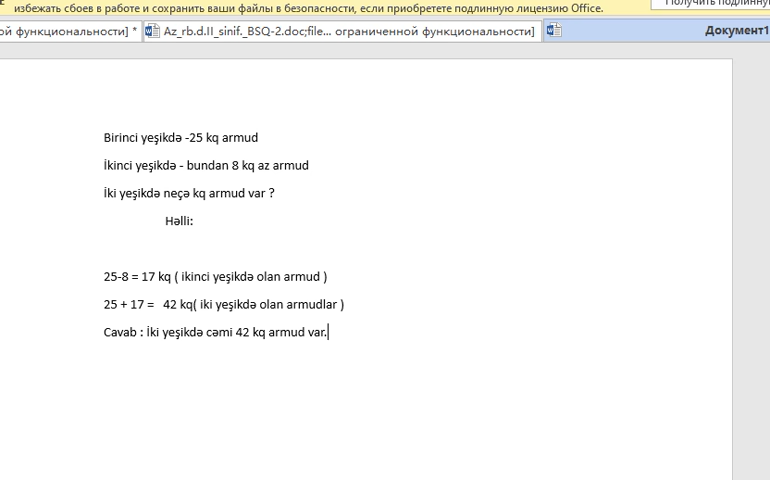 избежать сбоев в работе и сохранить ваши файлы в безопасности, если приобретете подлинную лицензию Office.
Получить подлинную
ой функциональности] *
Az_rb.d.II_sinif._BSQ-2.doc;file... ограниченной функциональности]
Документ1
Birinci yeşikdə -25 kq armud
İkinci yeşikdə - bundan 8 kq az armud
İki yeşikdə neçə kq armud var ?
Həlli:
25-8 = 17 kq ( ikinci yeşikdə olan armud )
25 + 17 = 42 kq( iki yeşikdə olan armudlar )
Cavab : İki yeşikdə cəmi 42 kq armud var.